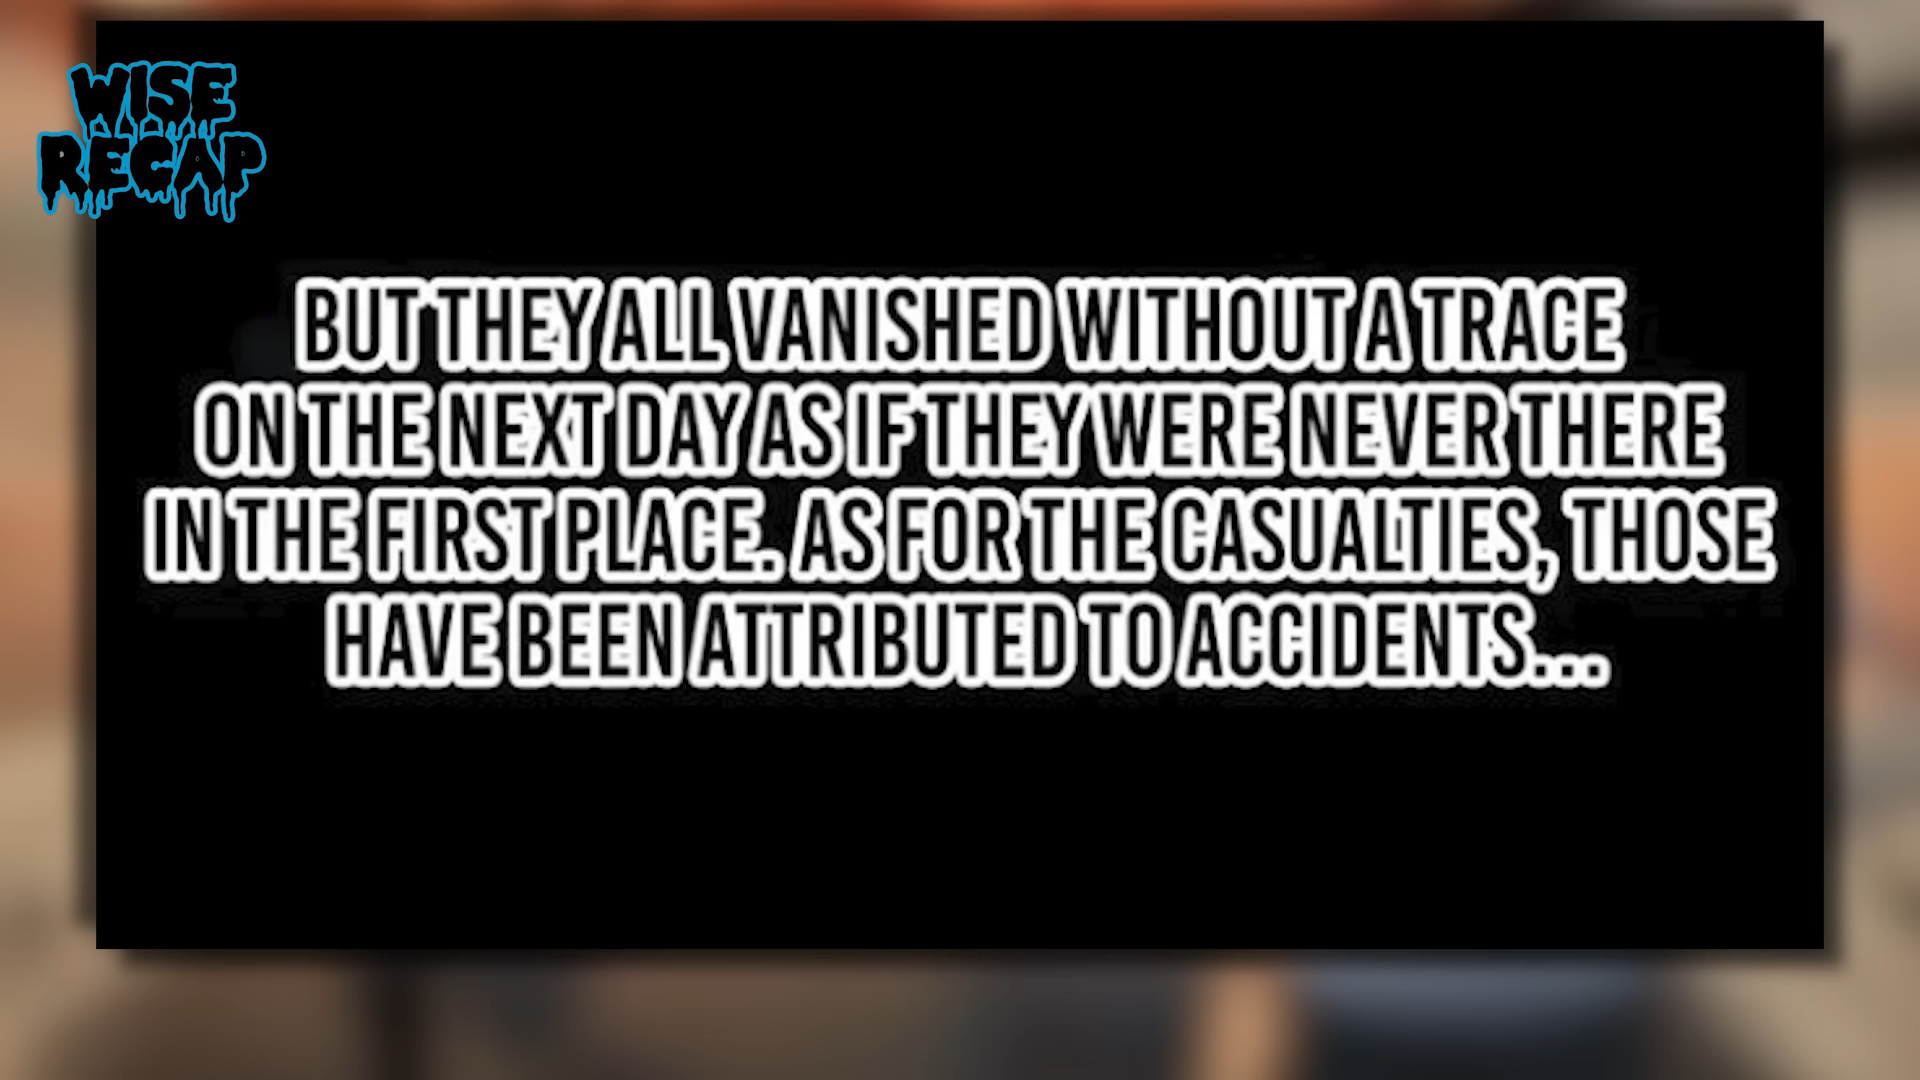 WISE
RECAP
BUT THEY ALL VANISHED WITHOUT A TRACE
ON THE NEXT DAY AS IF THEY WERE NEVER THERE
IN THE FIRST PLACE. AS FOR THE CASUALTIES, THOSE
HAVE BEEN ATTRIBUTED TO ACCIDENTS...